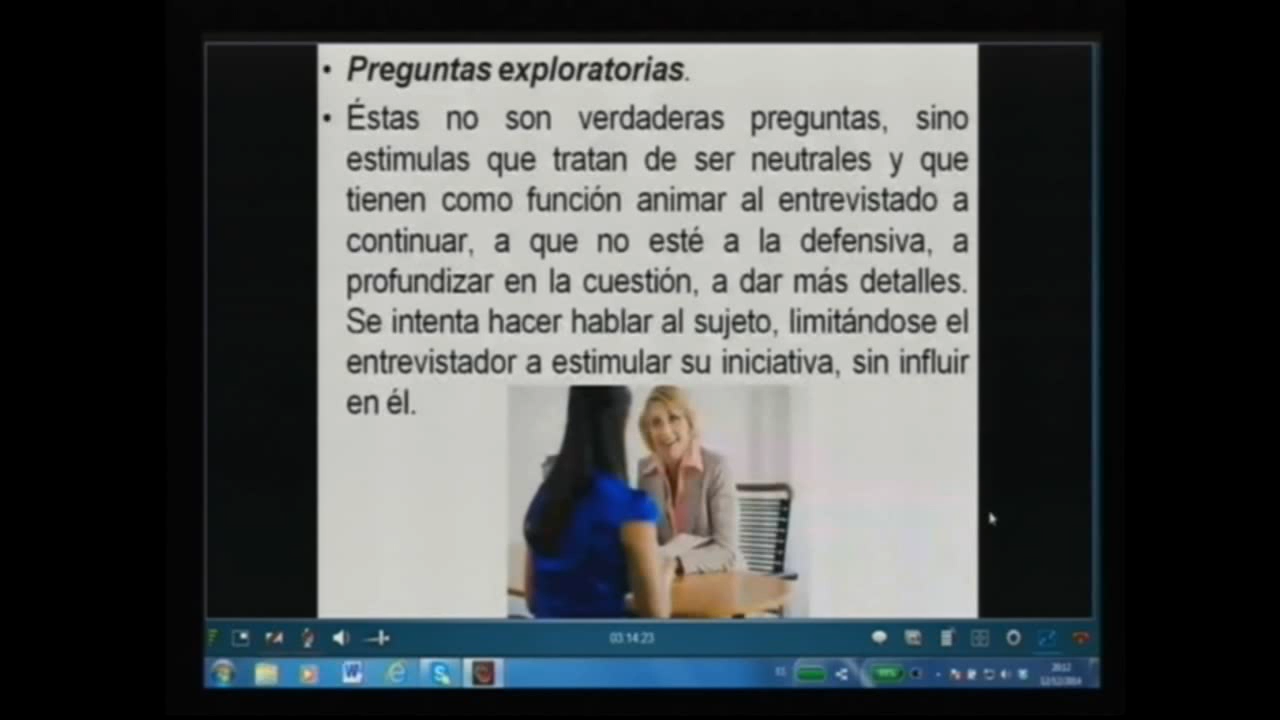 • Preguntas exploratorias.
• Éstas no son verdaderas preguntas, sino
estimulas que tratan de ser neutrales y que
tienen como función animar al entrevistado a
continuar, a que no esté a la defensiva, a
profundizar en la cuestión, a dar más detalles.
Se intenta hacer hablar al sujeto, limitándose el
entrevistador a estimular su iniciativa, sin influir
en él.
03:14:23
20:12